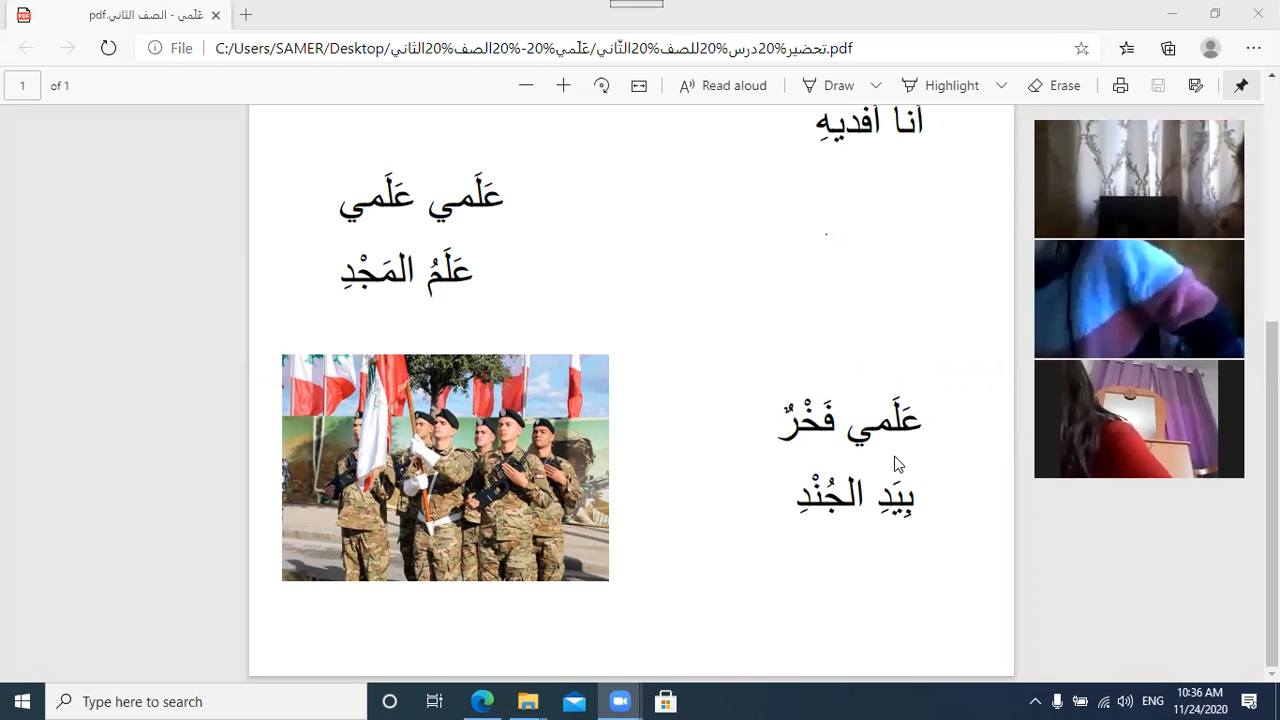 عَلَمي - الصف الثاني.pdf
File
C:/Users/SAMER/Desktop/تحضير%20درس%20للصف%20الثّاني/عَلَمي%20-%20الصف%20الثاني.pdf
1 of 1
Read aloud
Draw
Highlight
Erase
أنا أفديهِ
عَلَمي عَلَمي
عَلَمُ المَجْدِ
عَلَمي فَخْرٌ
بِيَدِ الجُنْدِ
Type here to search
ENG
10:36 AM
11/24/2020